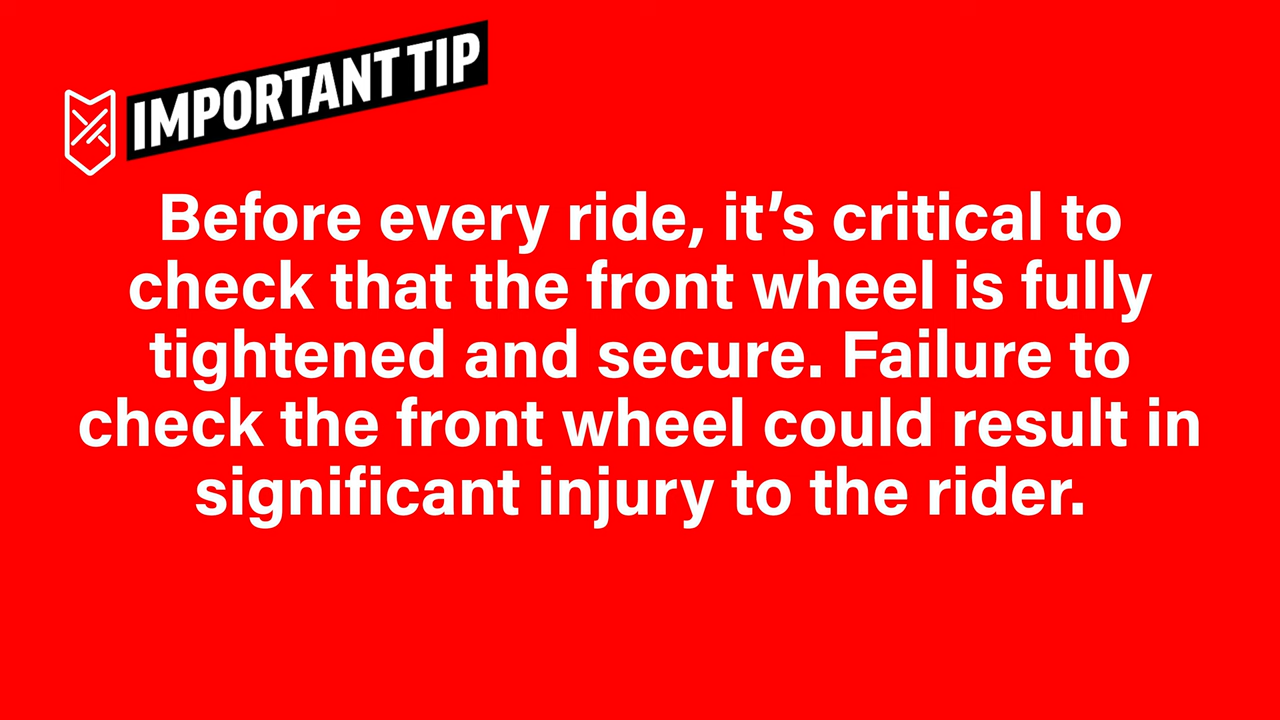 IMPORTANT TIP
Before every ride, it’s critical to
check that the front wheel is fully
tightened and secure. Failure to
check the front wheel could result in
significant injury to the rider.